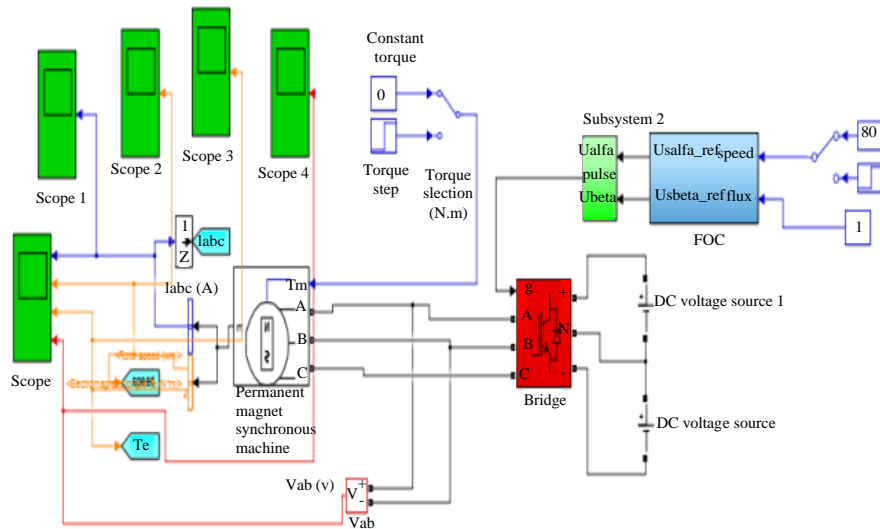 Constant
torque
0
Torque
step
Torque
slection
(N.m)
Scope 1
Scope 2
Scope 3
Scope 4
Subsystem 2
Ualfa
pulse
Ubeta
Usalfa_ref
speed
Usbeta_ref
flux
FOC
80
1
1
Z
Iabc
Iabc (A)
Scope
Tm
A
B
C
Permanent
magnet
synchronous
machine
g
A
B
C
+
N
-
Bridge
DC voltage source 1
DC voltage source
Te
Vab (v)
V
+
-
Vab